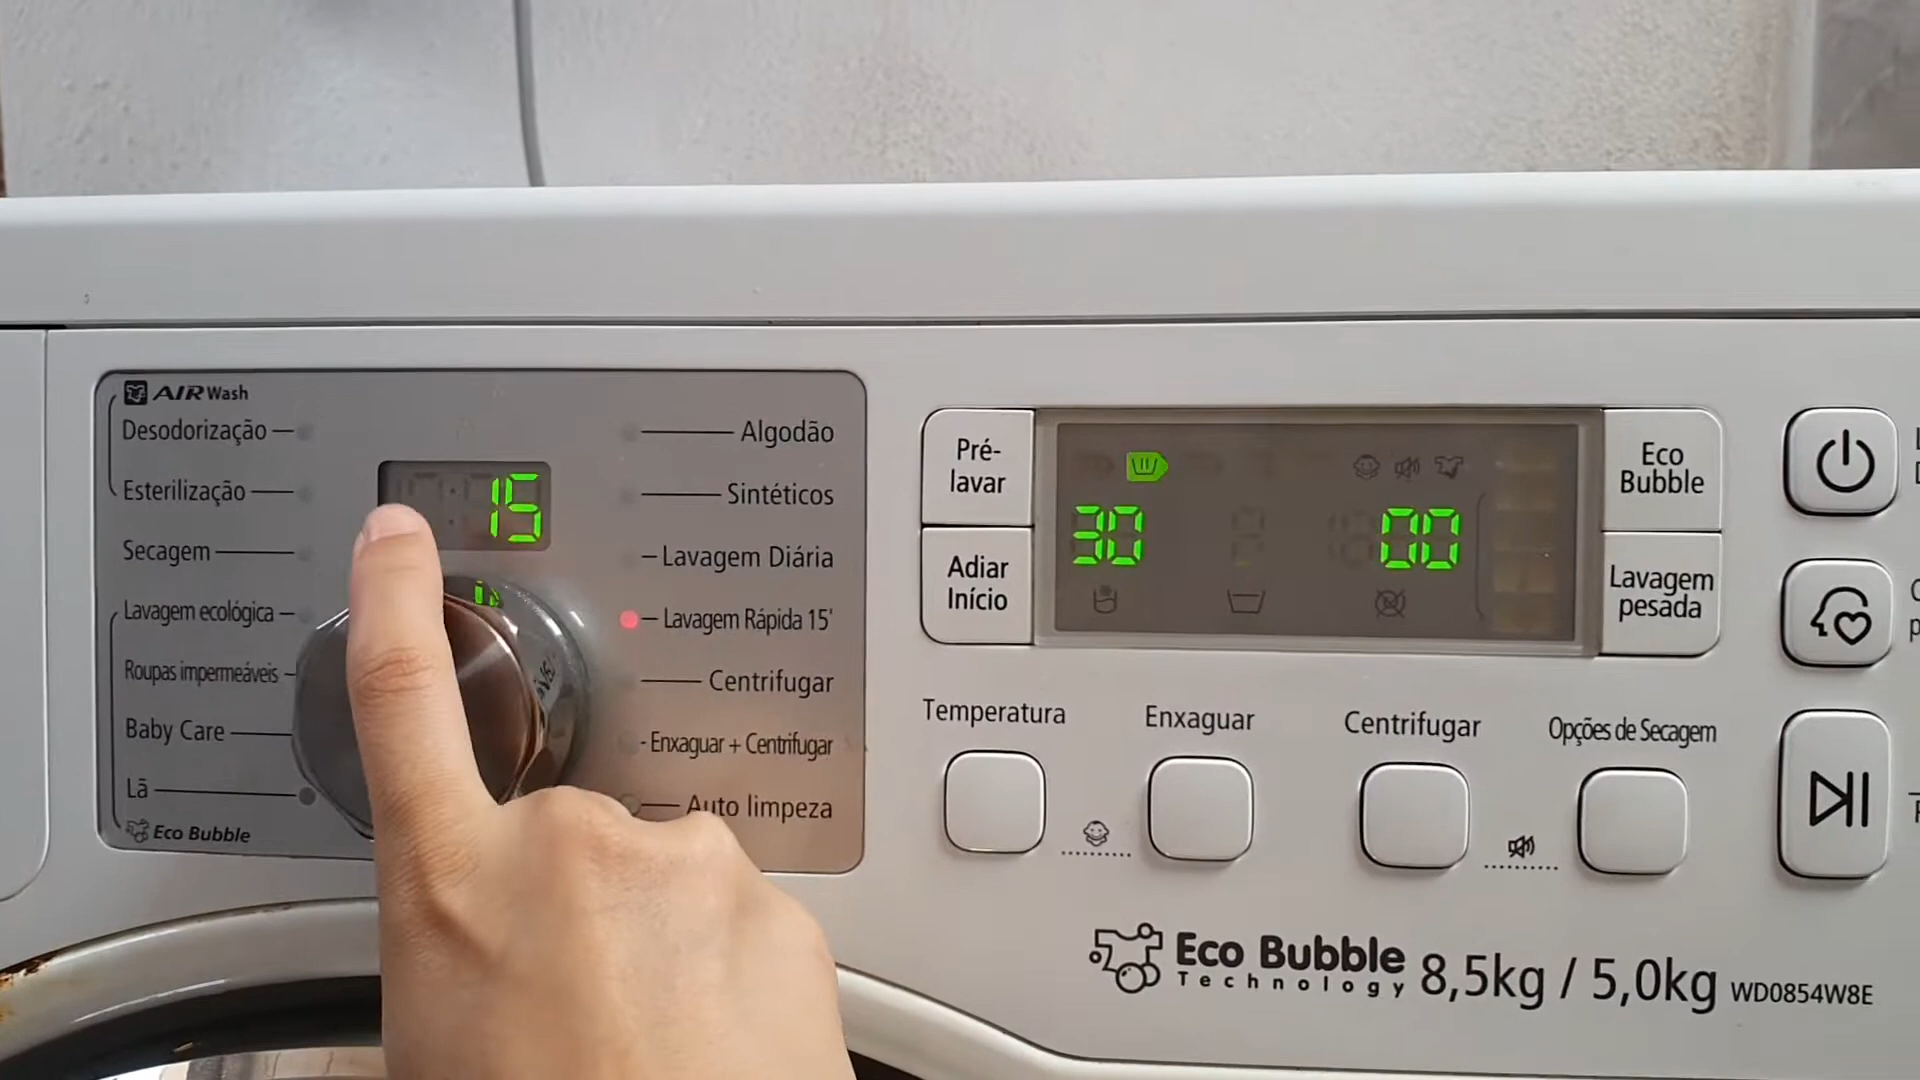 AIR Wash
Desodorização
Esterilização
Secagem
Lavagem ecológica
Roupas impermeáveis
Baby Care
Lã
Eco Bubble
15
Algodão
Sintéticos
Lavagem Diária
Lavagem Rápida 15'
Centrifugar
Enxaguar + Centrifugar
Auto limpeza
Pré-
lavar
Adiar
Início
30
00
Eco
Bubble
Lavagem
pesada
Temperatura
Enxaguar
Centrifugar
Opções de Secagem
Eco Bubble
Technology
8,5kg / 5,0kg
WD0854W8E